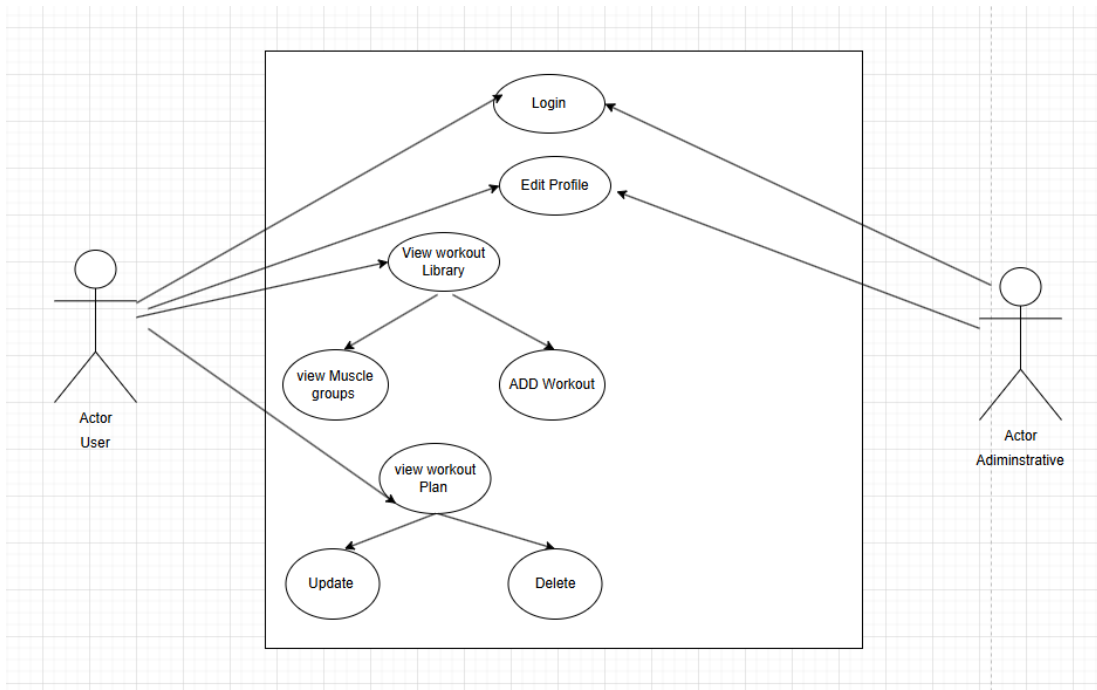 Login
Edit Profile
View workout
Library
view Muscle
groups
ADD Workout
Actor
User
Actor
Adiminstrative
view workout
Plan
Update
Delete